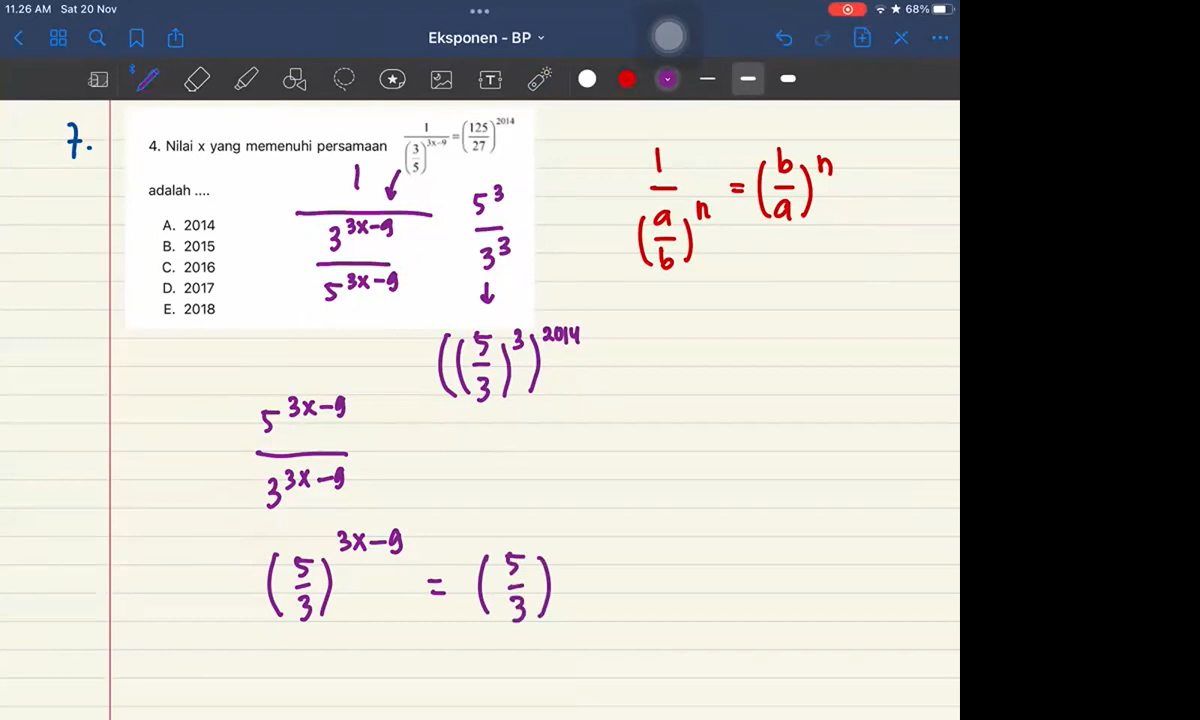 11.26 AM Sat 20 Nov
68%
Eksponen - BP
7.
4. Nilai x yang memenuhi persamaan 1/(3/5)^(3x-9) = (125/27)^2014
adalah ....
A. 2014
B. 2015
C. 2016
D. 2017
E. 2018
1/(3^(3x-9)/5^(3x-9))
5^3/3^3
((5/3)^3)^2014
5^(3x-9)/3^(3x-9)
(5/3)^(3x-9) = (5/3)
1/(a/b)^n = (b/a)^n